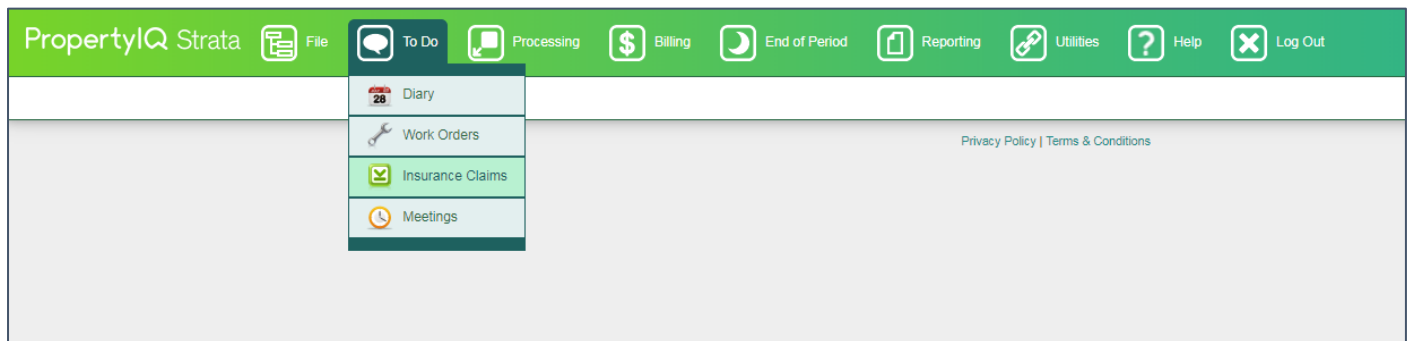 PropertyIQ Strata File To Do Processing Billing End of Period Reporting Utilities Help Log Out
28 Diary
Work Orders
Privacy Policy | Terms & Conditions
Insurance Claims
Meetings